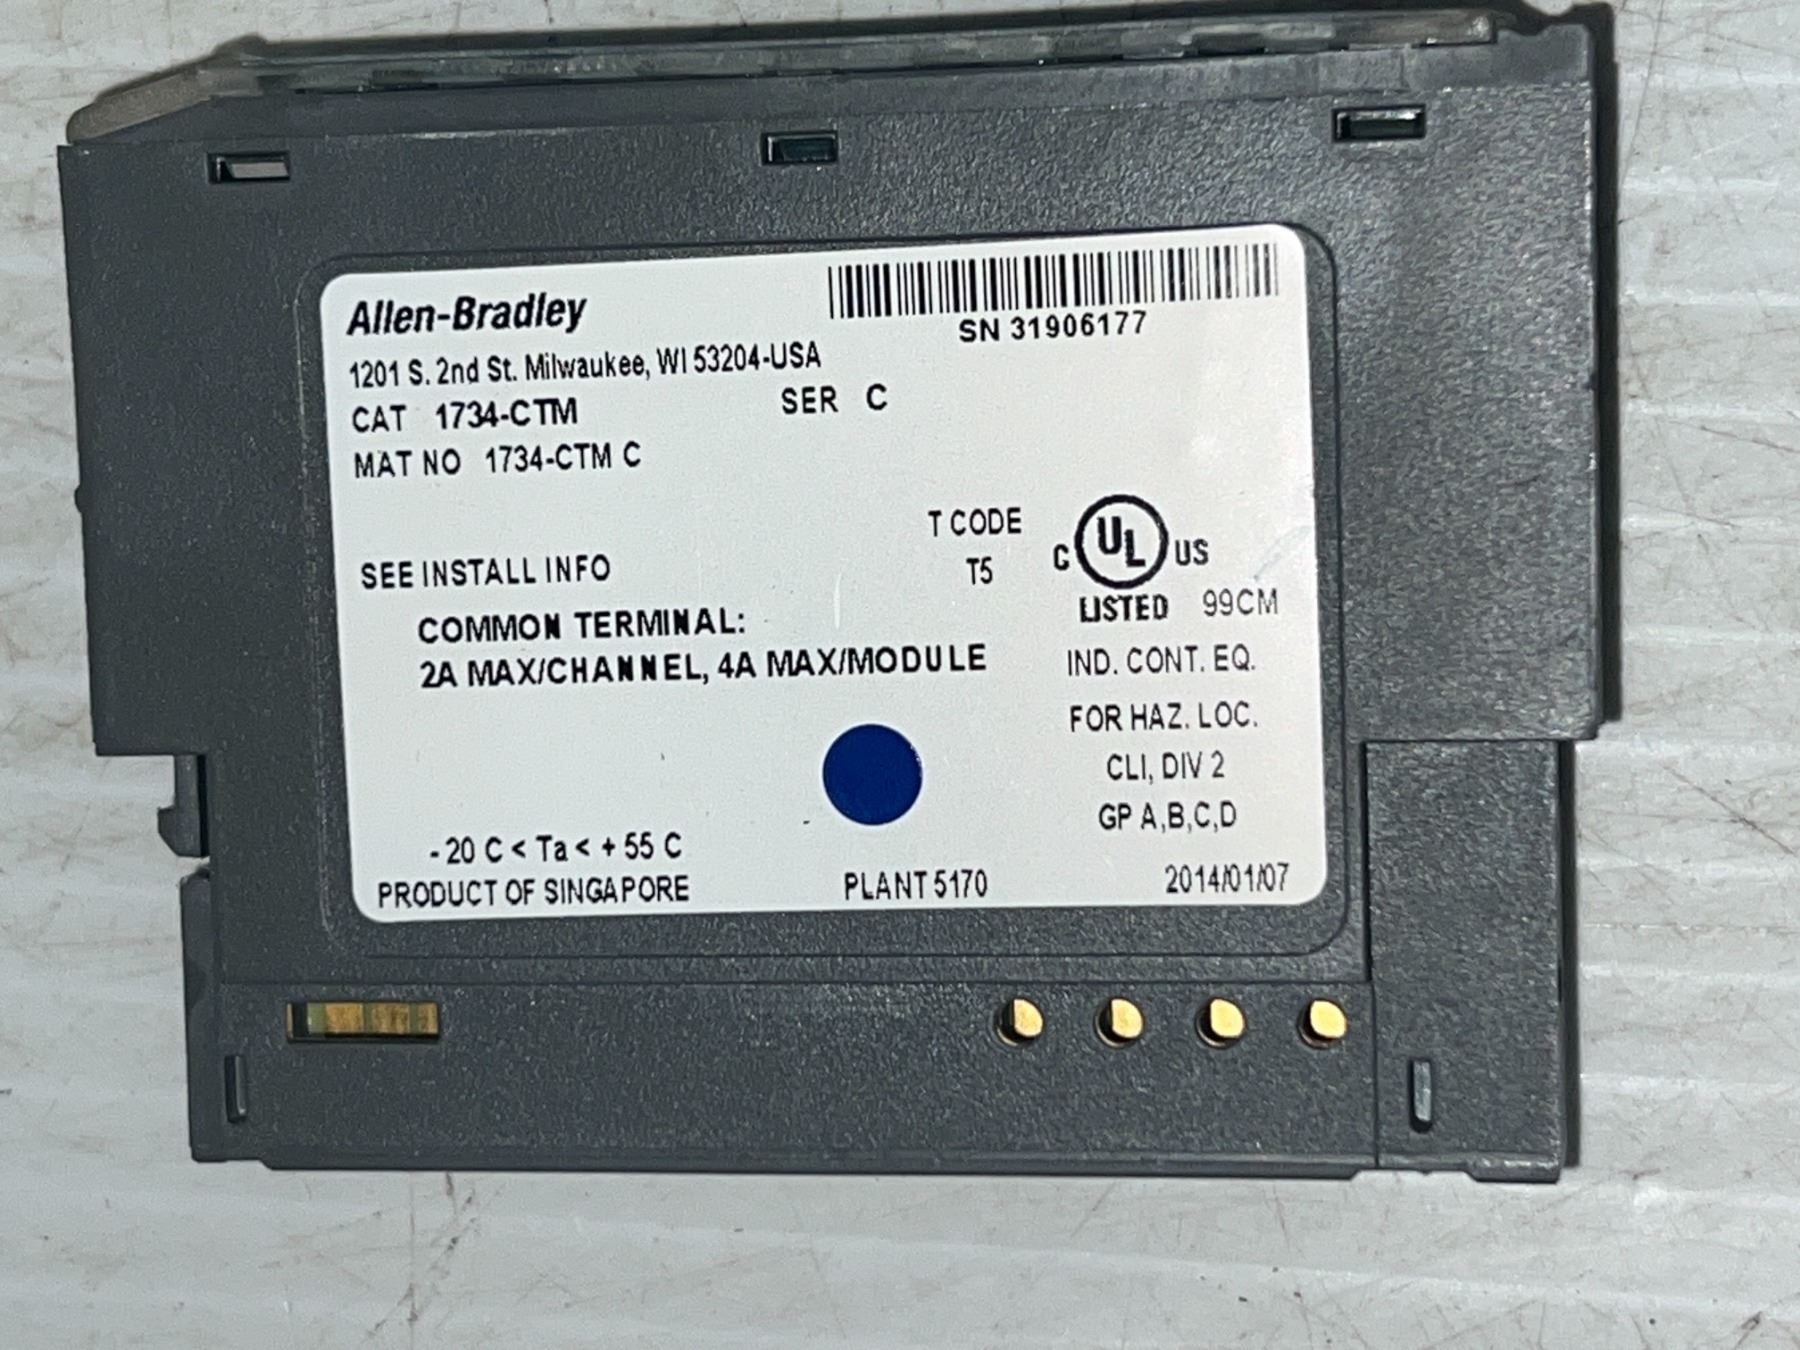 Allen-Bradley
SN 31906177
1201 S. 2nd St. Milwaukee, WI 53204-USA
CAT 1734-CTM SER C
MAT NO 1734-CTM C
T CODE
T5
C UL US
LISTED 99CM
SEE INSTALL INFO
COMMON TERMINAL:
2A MAX/CHANNEL, 4A MAX/MODULE
IND. CONT. EQ.
FOR HAZ. LOC.
CLI, DIV 2
GP A,B,C,D
- 20 C < Ta < + 55 C
PRODUCT OF SINGAPORE PLANT 5170 2014/01/07